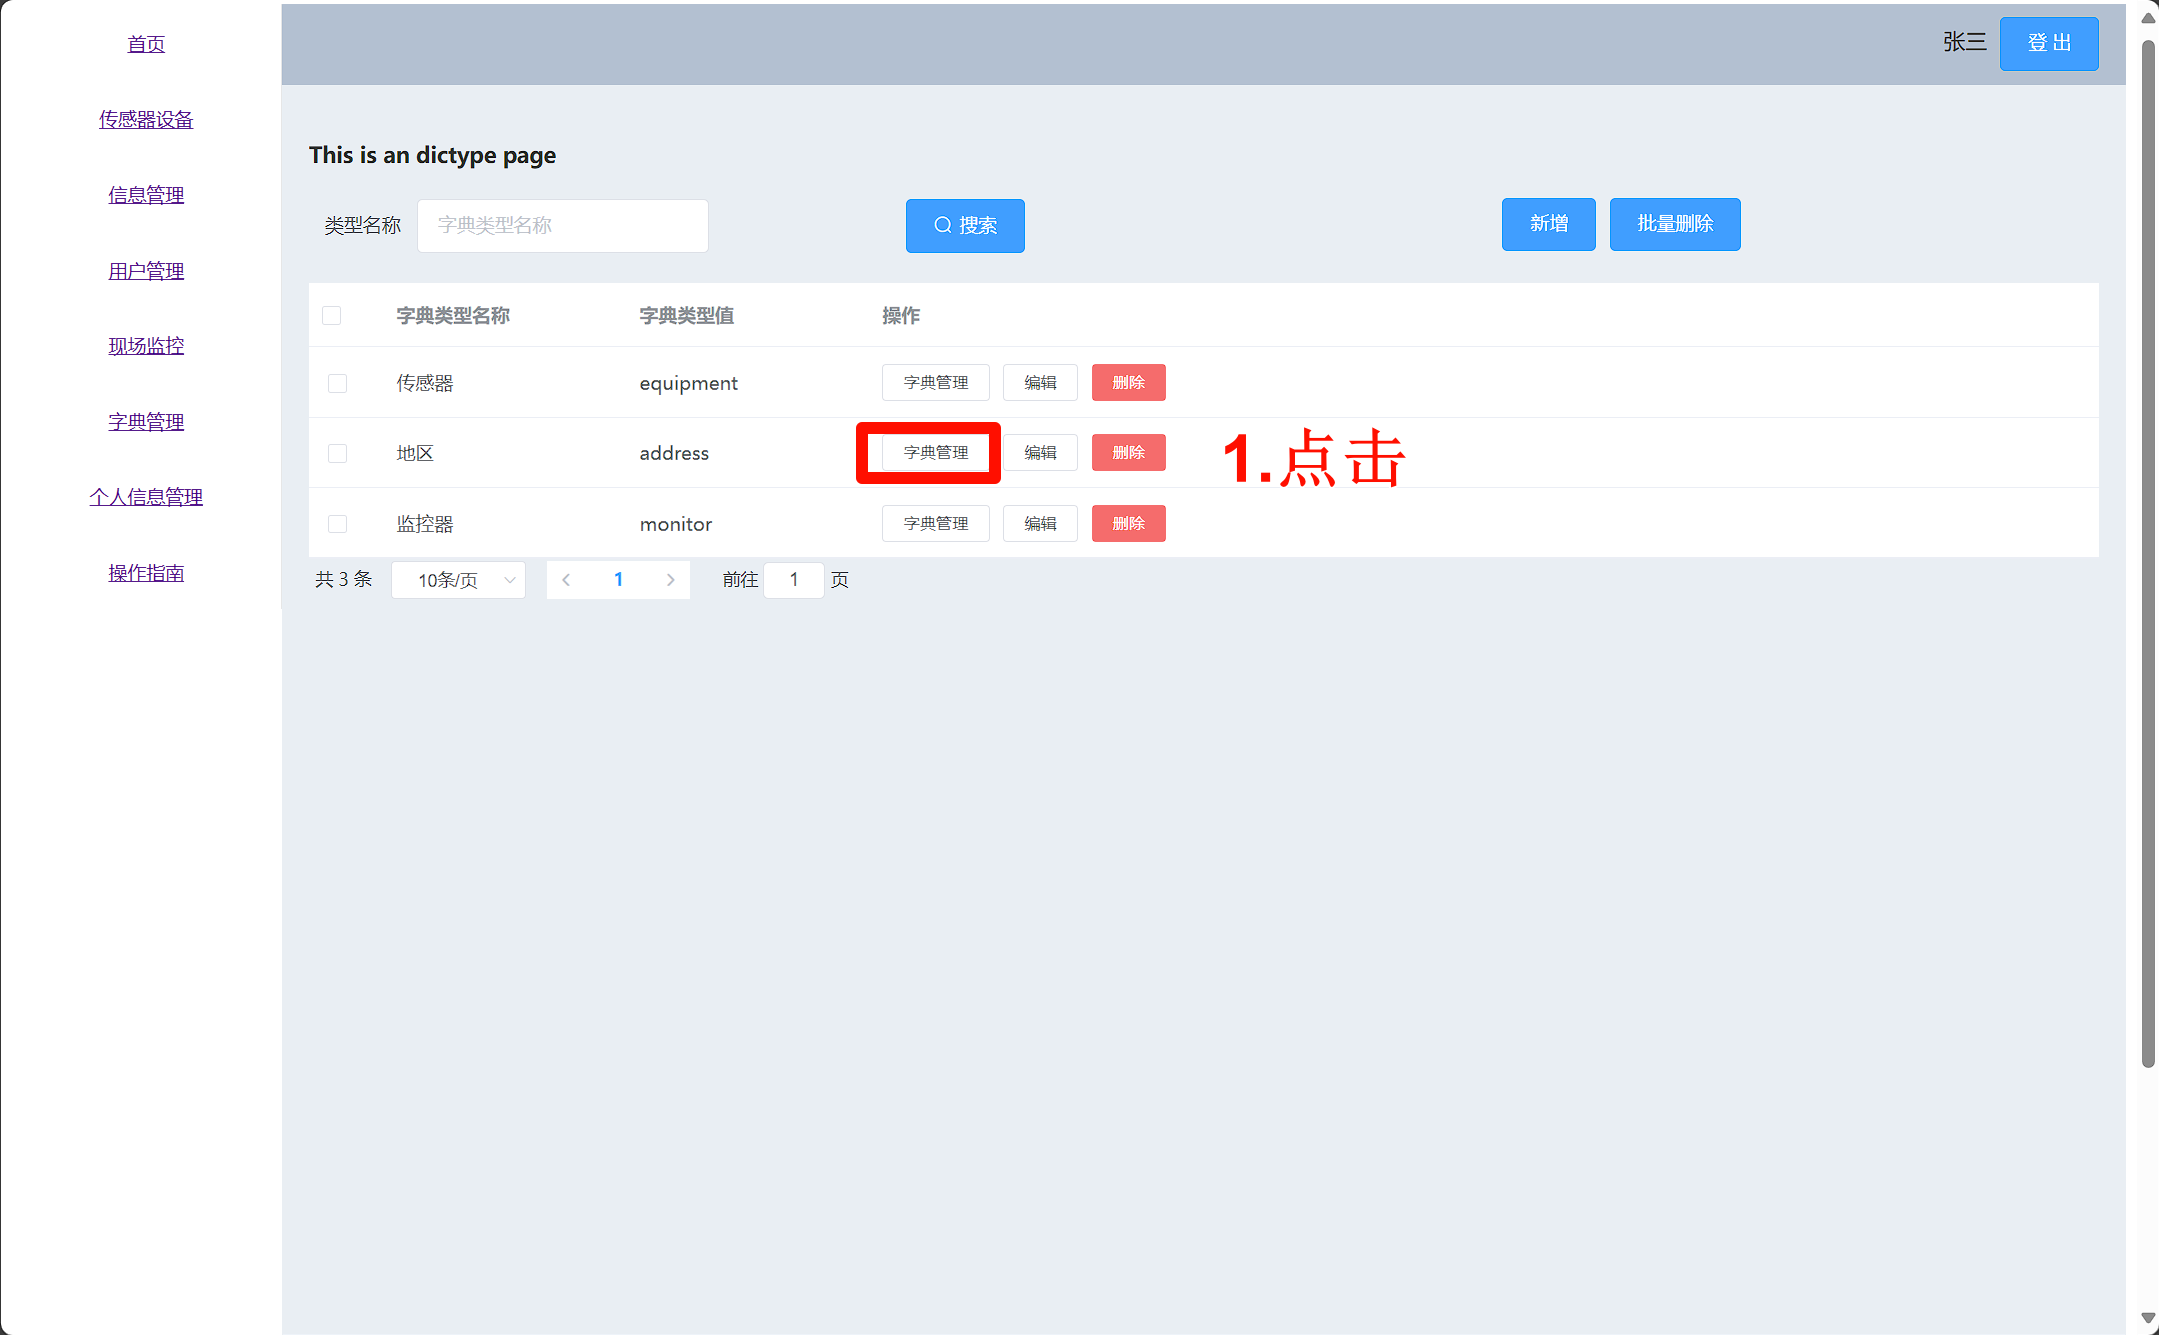 首页
传感器设备
信息管理
用户管理
现场监控
字典管理
个人信息管理
操作指南
张三 登 出
This is an dictype page
类型名称 字典类型名称 搜索 新增 批量删除
字典类型名称 字典类型值 操作
传感器 equipment 字典管理 编辑 删除
地区 address 字典管理 编辑 删除 1.点击
监控器 monitor 字典管理 编辑 删除
共 3 条 10条/页 1 前往 1 页